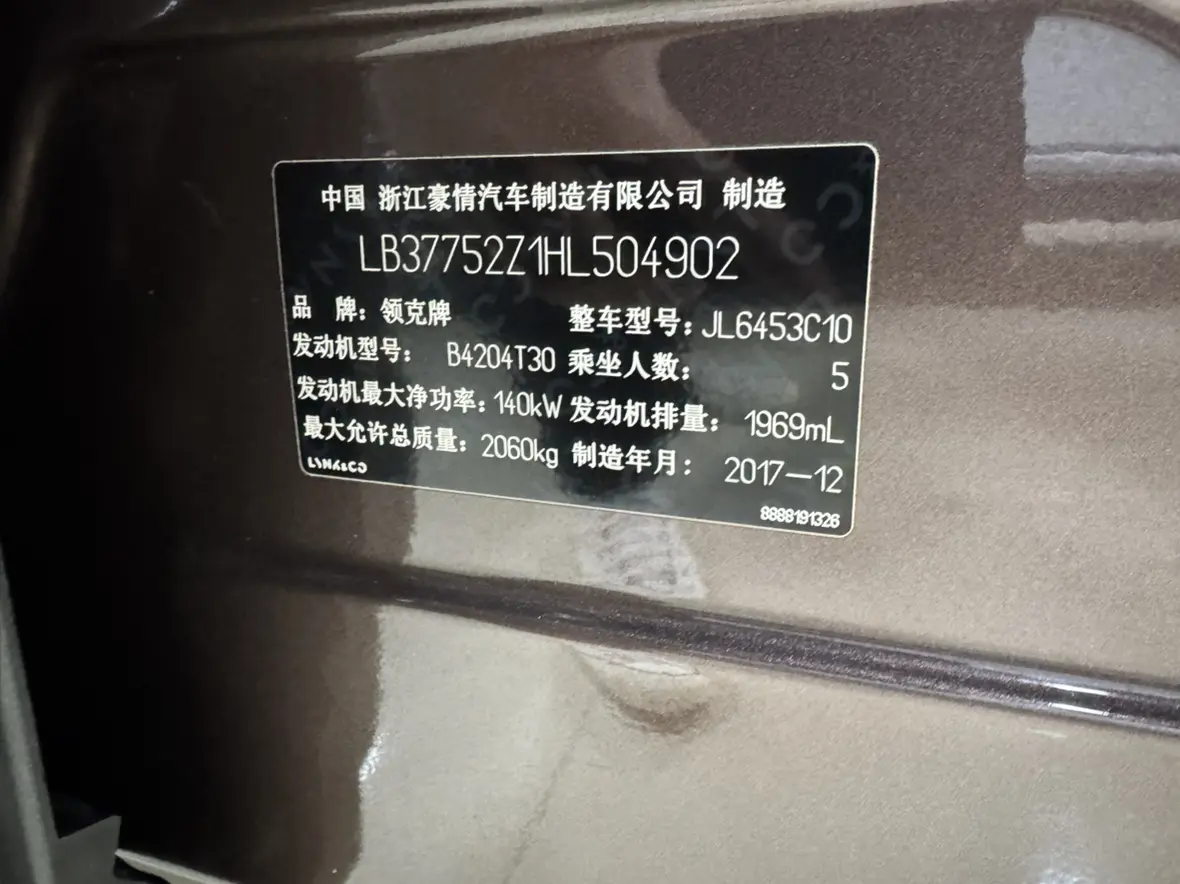 中国 浙江豪情汽车制造有限公司 制造
LB37752Z1HL504902
品 牌：领克牌 整车型号：JL6453C10
发动机型号： B4204T30 乘坐人数： 5
发动机最大净功率：140kW 发动机排量： 1969mL
最大允许总质量：2060kg 制造年月： 2017—12
LYNK&CO
8888191326